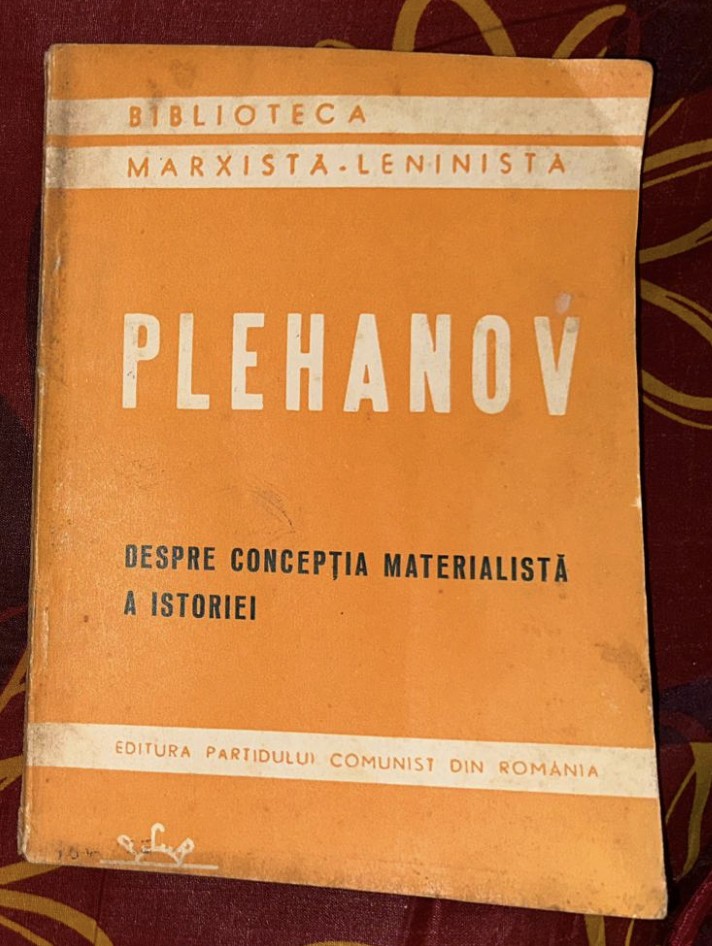 BIBLIOTECA
MARXISTĂ-LENINISTĂ
PLEHANOV
DESPRE CONCEPȚIA MATERIALISTĂ
A ISTORIEI
EDITURA PARTIDULUI COMUNIST DIN ROMÂNIA